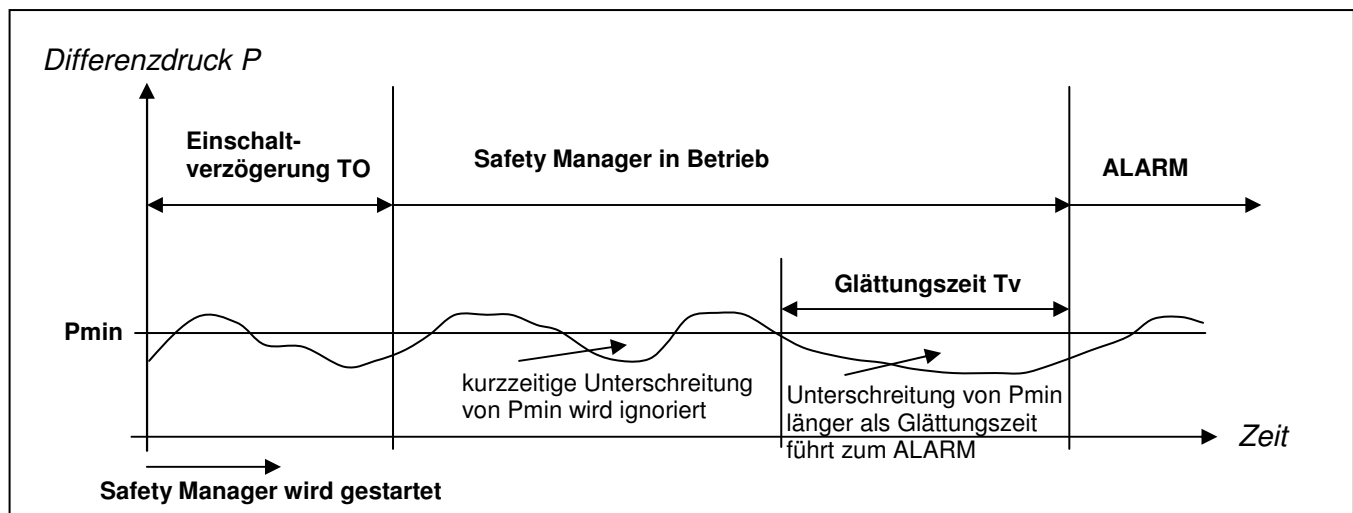 Differenzdruck P
Einschalt-
verzögerung TO
Safety Manager in Betrieb
ALARM
Glättungszeit Tv
Pmin
kurzzeitige Unterschreitung
von Pmin wird ignoriert
Unterschreitung von Pmin
länger als Glättungszeit
führt zum ALARM
Zeit
Safety Manager wird gestartet